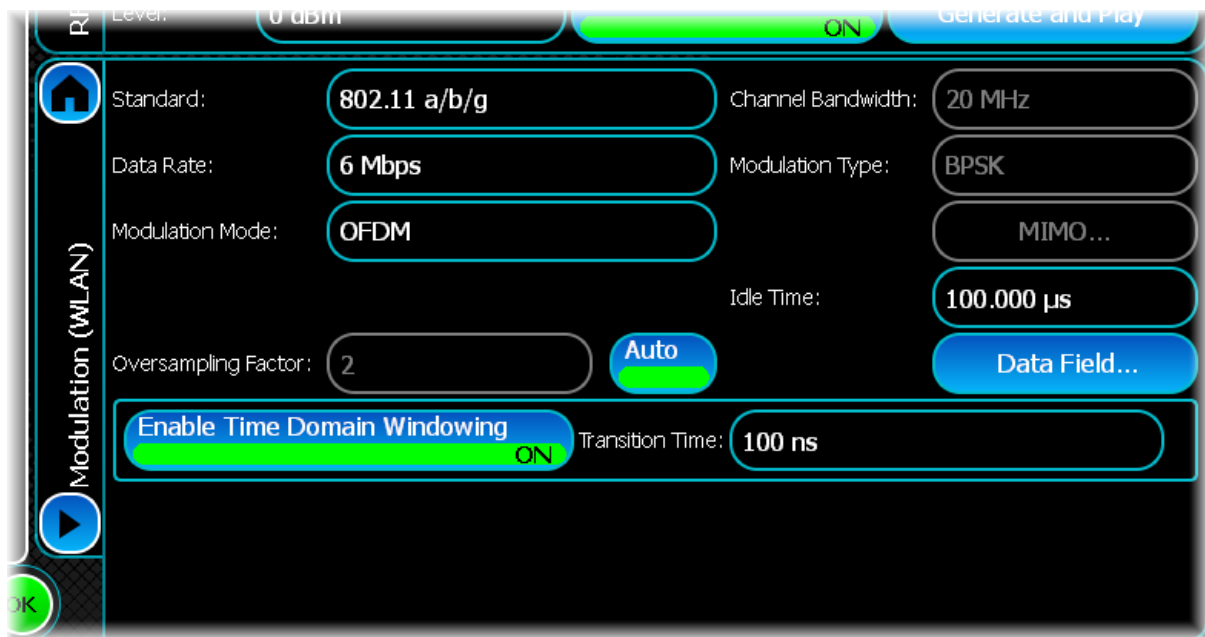 RF
Level:
0 dBm
ON
Generate and Play
Standard:
802.11 a/b/g
Channel Bandwidth:
20 MHz
Data Rate:
6 Mbps
Modulation Type:
BPSK
Modulation Mode:
OFDM
MIMO...
Idle Time:
100.000 µs
Oversampling Factor:
2
Auto
Data Field...
Enable Time Domain Windowing
ON
Transition Time:
100 ns
Modulation (WLAN)
OK